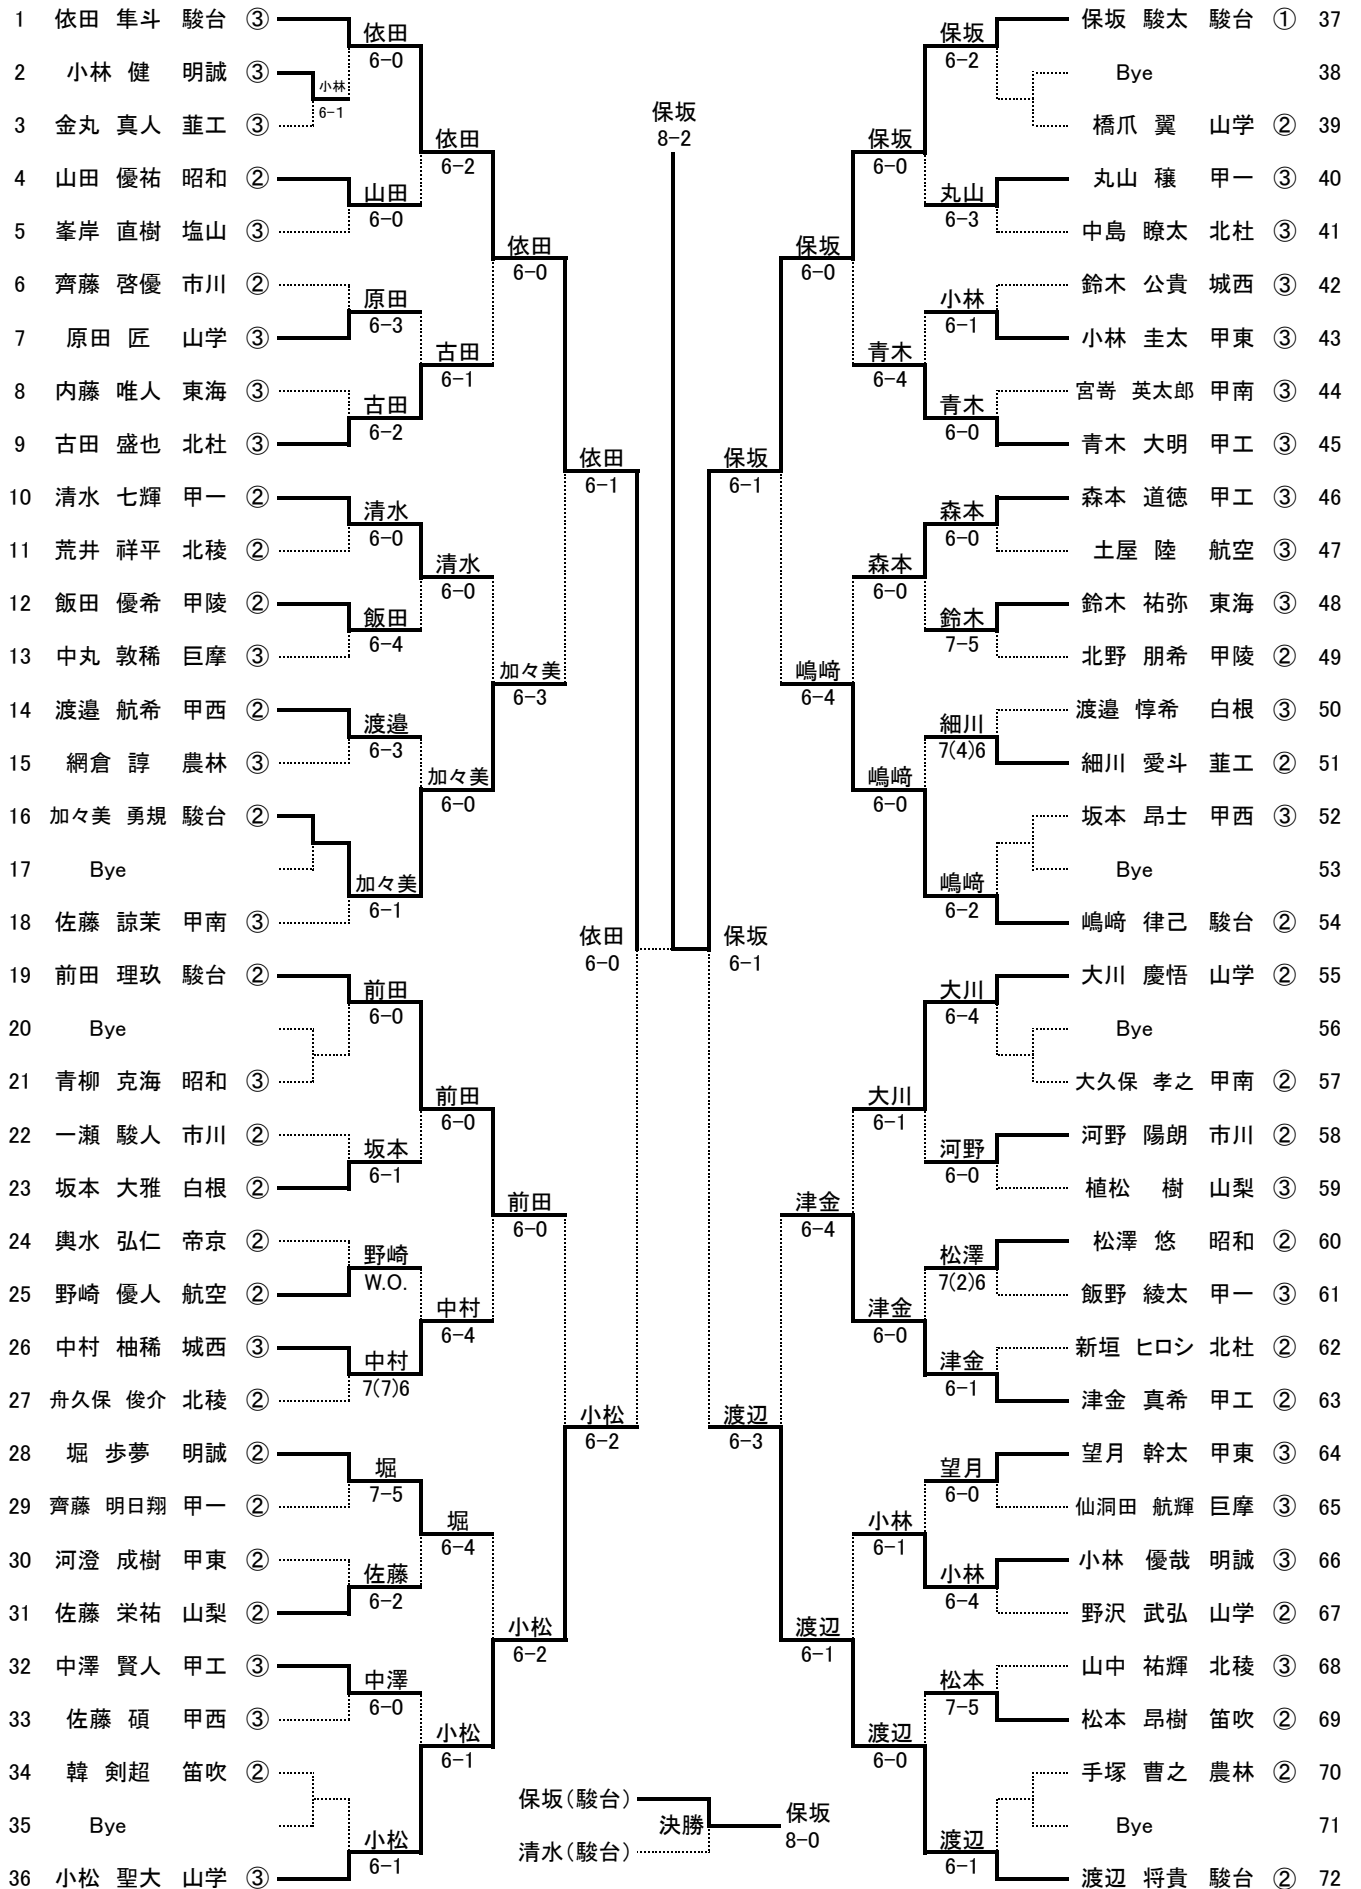 1 依田 隼斗 駿台 ③
2 小林 健 明誠 ③
3 金丸 真人 韮工 ③
4 山田 優祐 昭和 ②
5 峯岸 直樹 塩山 ③
6 齊藤 啓優 市川 ②
7 原田 匠 山学 ③
8 内藤 唯人 東海 ③
9 古田 盛也 北杜 ③
10 清水 七輝 甲一 ②
11 荒井 祥平 北稜 ②
12 飯田 優希 甲陵 ②
13 中丸 敦稀 巨摩 ③
14 渡邉 航希 甲西 ②
15 網倉 諄 農林 ③
16 加々美 勇規 駿台 ②
17 Bye
18 佐藤 諒茉 甲南 ③
19 前田 理玖 駿台 ②
20 Bye
21 青柳 克海 昭和 ③
22 一瀬 駿人 市川 ②
23 坂本 大雅 白根 ②
24 輿水 弘仁 帝京 ②
25 野崎 優人 航空 ②
26 中村 柚稀 城西 ③
27 舟久保 俊介 北稜 ②
28 堀 歩夢 明誠 ②
29 齊藤 明日翔 甲一 ②
30 河澄 成樹 甲東 ②
31 佐藤 栄祐 山梨 ②
32 中澤 賢人 甲工 ③
33 佐藤 碩 甲西 ③
34 韓 剣超 笛吹 ②
35 Bye
36 小松 聖大 山学 ③
小林
6-1
依田
6-0
山田
6-0
原田
6-3
古田
6-2
清水
6-0
飯田
6-4
渡邉
6-3
加々美
6-1
前田
6-0
坂本
6-1
野崎
W.O.
中村
7(7)6
堀
7-5
佐藤
6-2
中澤
6-0
小松
6-1
依田
6-2
古田
6-1
清水
6-0
加々美
6-0
前田
6-0
中村
6-4
堀
6-4
小松
6-1
依田
6-0
加々美
6-3
前田
6-0
小松
6-2
依田
6-1
小松
6-2
依田
6-0
保坂
8-2
保坂
6-1
保坂
6-1
渡辺
6-3
保坂
6-0
嶋﨑
6-4
津金
6-4
渡辺
6-1
保坂
6-0
青木
6-4
森本
6-0
嶋﨑
6-0
大川
6-1
津金
6-0
小林
6-1
渡辺
6-0
保坂
6-2
丸山
6-3
小林
6-1
青木
6-0
森本
6-0
鈴木
7-5
細川
7(4)6
嶋﨑
6-2
大川
6-4
河野
6-0
松澤
7(2)6
津金
6-1
望月
6-0
小林
6-4
松本
7-5
渡辺
6-1
保坂 駿太 駿台 ① 37
Bye 38
橋爪 翼 山学 ② 39
丸山 穣 甲一 ③ 40
中島 瞭太 北杜 ③ 41
鈴木 公貴 城西 ③ 42
小林 圭太 甲東 ③ 43
宮嵜 英太郎 甲南 ③ 44
青木 大明 甲工 ③ 45
森本 道徳 甲工 ③ 46
土屋 陸 航空 ③ 47
鈴木 祐弥 東海 ③ 48
北野 朋希 甲陵 ② 49
渡邉 惇希 白根 ③ 50
細川 愛斗 韮工 ② 51
坂本 昂士 甲西 ③ 52
Bye 53
嶋﨑 律己 駿台 ② 54
大川 慶悟 山学 ② 55
Bye 56
大久保 孝之 甲南 ② 57
河野 陽朗 市川 ② 58
植松 樹 山梨 ③ 59
松澤 悠 昭和 ② 60
飯野 綾太 甲一 ③ 61
新垣 ヒロシ 北杜 ② 62
津金 真希 甲工 ② 63
望月 幹太 甲東 ③ 64
仙洞田 航輝 巨摩 ③ 65
小林 優哉 明誠 ③ 66
野沢 武弘 山学 ② 67
山中 祐輝 北稜 ③ 68
松本 昂樹 笛吹 ② 69
手塚 曹之 農林 ② 70
Bye 71
渡辺 将貴 駿台 ② 72
保坂(駿台)
清水(駿台)
決勝
保坂
8-0